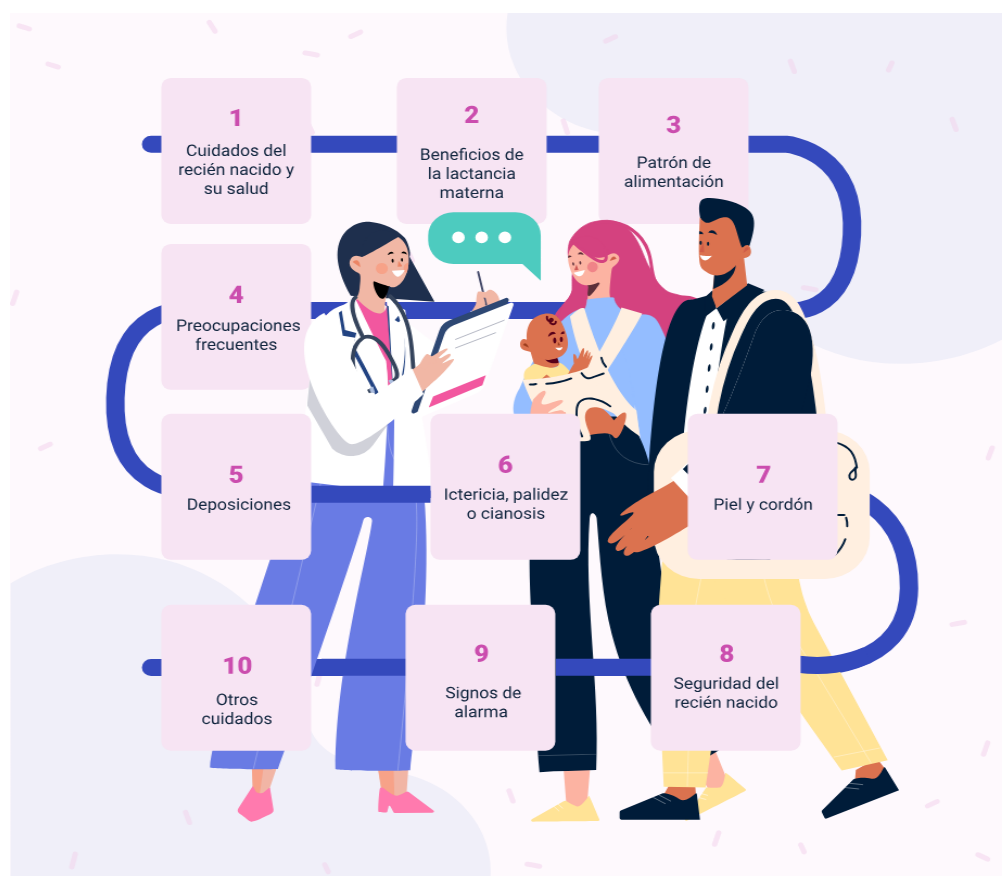 1
Cuidados del
recién nacido y
su salud
2
Beneficios de
la lactancia
materna
3
Patrón de
alimentación
4
Preocupaciones
frecuentes
5
Deposiciones
6
Ictericia, palidez
o cianosis
7
Piel y cordón
8
Seguridad del
recién nacido
9
Signos de
alarma
10
Otros
cuidados